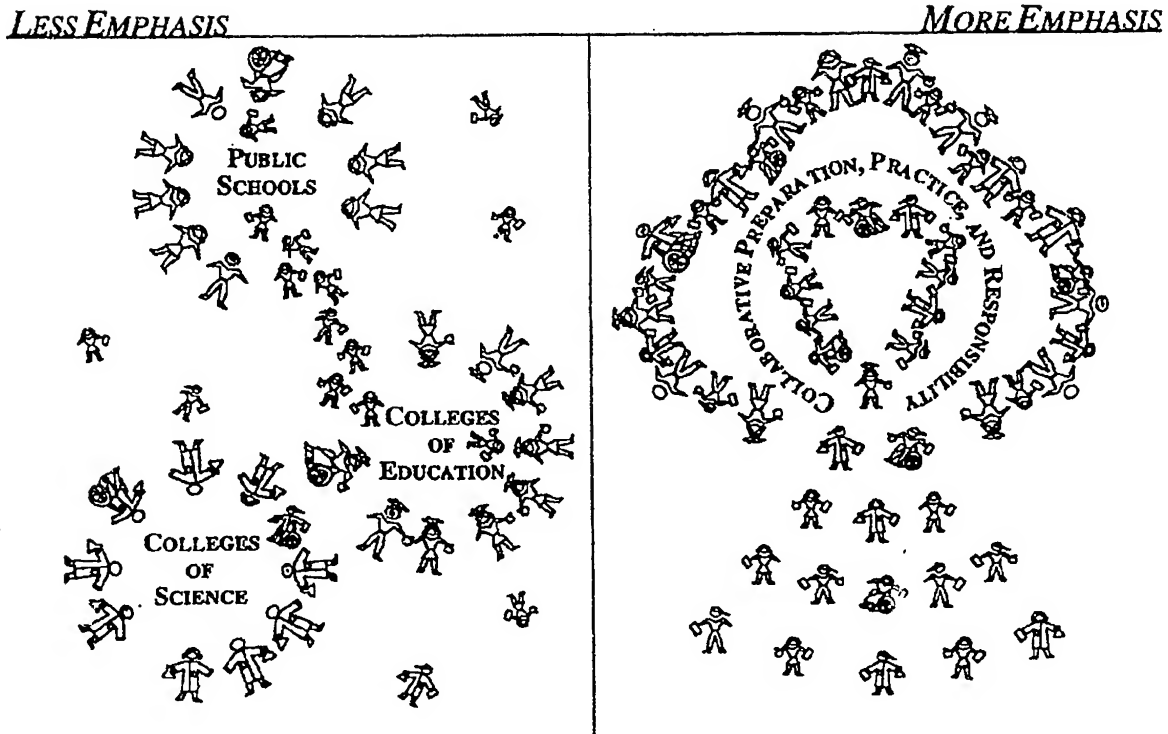 LESS EMPHASIS
MORE EMPHASIS
PUBLIC
SCHOOLS
COLLEGES
OF
EDUCATION
COLLEGES
OF
SCIENCE
COLLABORATIVE PREPARATION, PRACTICE, AND RESPONSIBILITY